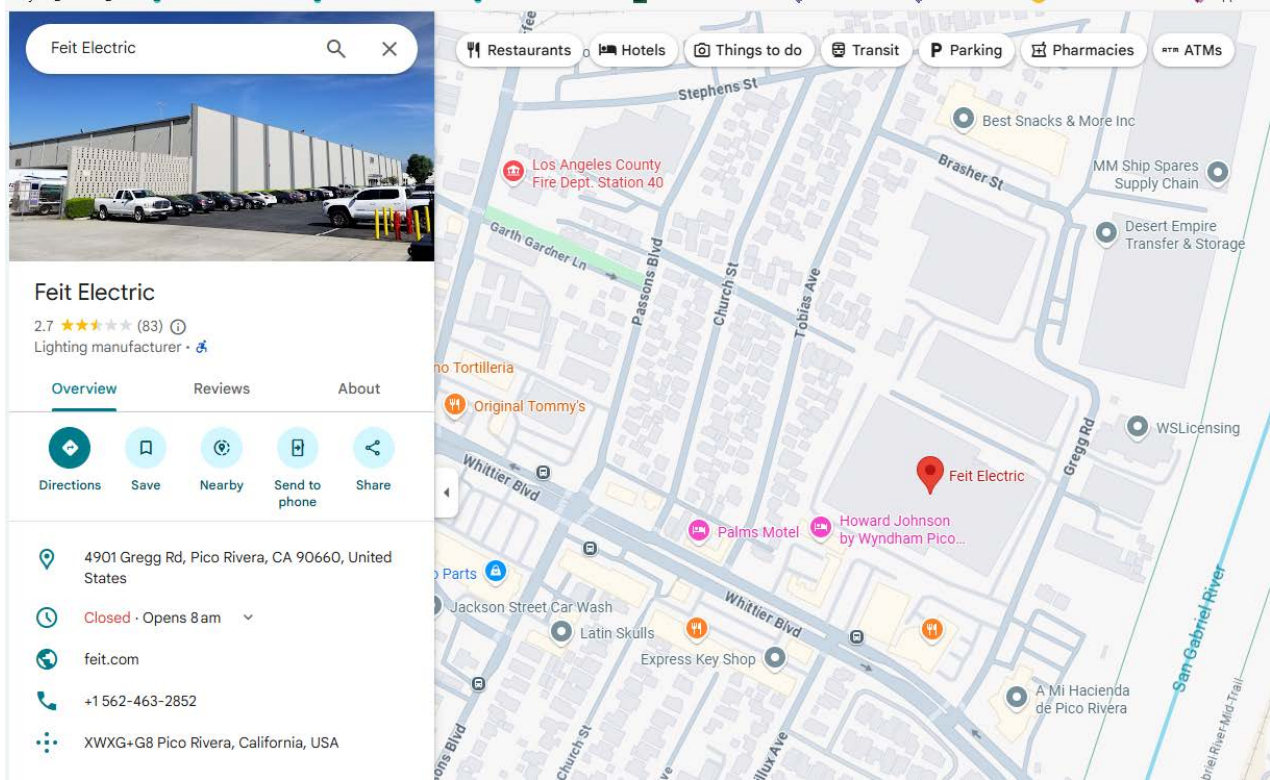 Feit Electric
Restaurants
Hotels
Things to do
Transit
Parking
Pharmacies
ATMs
Feit Electric
2.7
(83)
Lighting manufacturer ·
Overview
Reviews
About
Directions
Save
Nearby
Send to
phone
Share
4901 Gregg Rd, Pico Rivera, CA 90660, United
States
Closed · Opens 8 am
feit.com
+1 562-463-2852
XWXG+G8 Pico Rivera, California, USA
Stephens St
Best Snacks & More Inc
Los Angeles County
Fire Dept. Station 40
Brasher St
MM Ship Spares
Supply Chain
Desert Empire
Transfer & Storage
Garth Gardner Ln
Passons Blvd
Church St
Tobias Ave
Tortilleria
Original Tommy's
WSLicensing
Gregg Rd
Whittier Blvd
Feit Electric
Palms Motel
Howard Johnson
by Wyndham Pico...
Parts
Jackson Street Car Wash
Latin Skulls
Whittier Blvd
Express Key Shop
San Gabriel River
A Mi Hacienda
de Pico Rivera
Church St
River-Mid-Trail